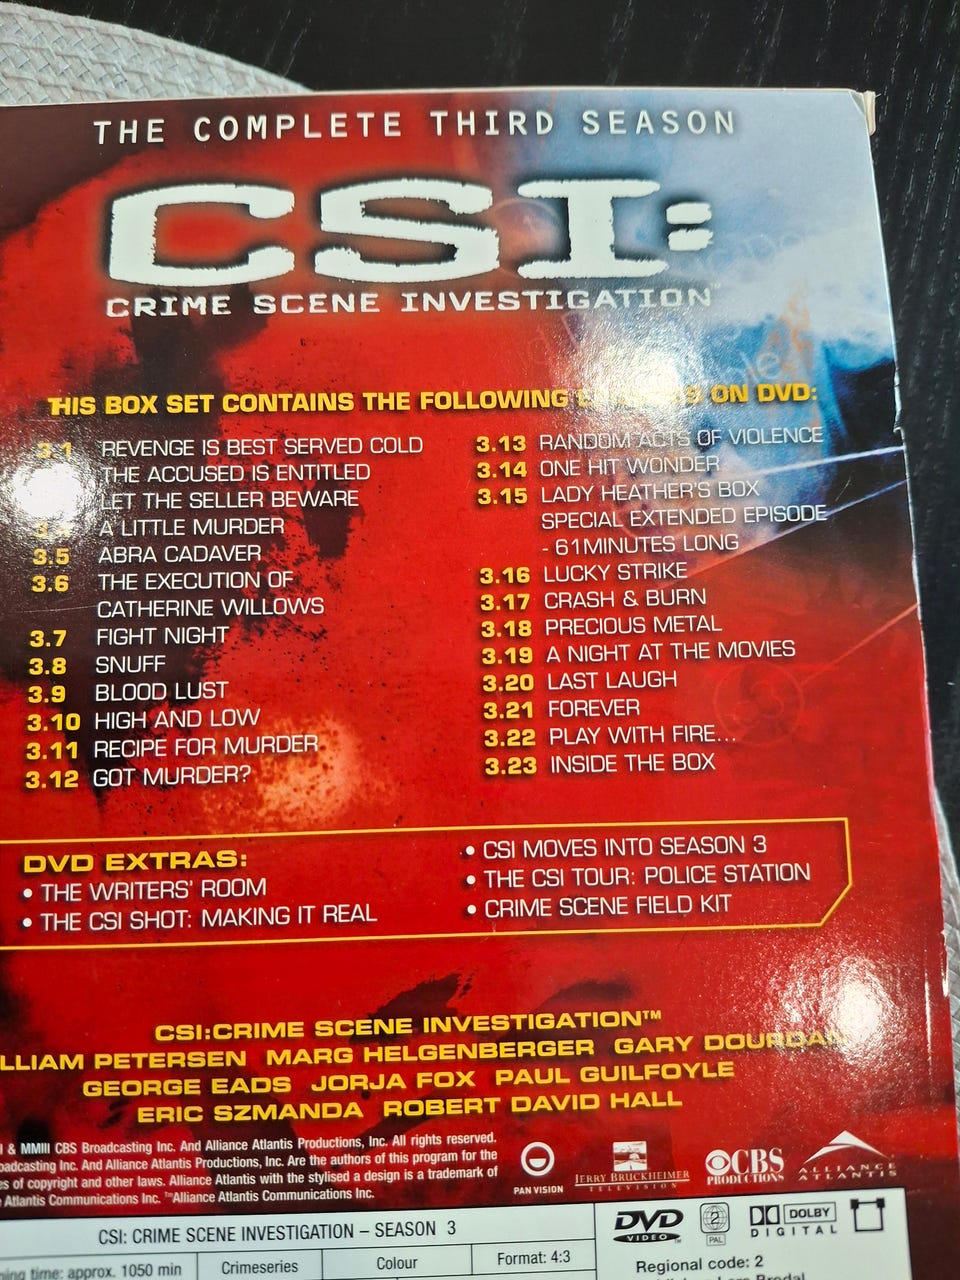 THE COMPLETE THIRD SEASON
CSI:
CRIME SCENE INVESTIGATION™
THIS BOX SET CONTAINS THE FOLLOWING ON DVD:
3.1 REVENGE IS BEST SERVED COLD
THE ACCUSED IS ENTITLED
LET THE SELLER BEWARE
A LITTLE MURDER
3.5 ABRA CADAVER
3.6 THE EXECUTION OF
CATHERINE WILLOWS
3.7 FIGHT NIGHT
3.8 SNUFF
3.9 BLOOD LUST
3.10 HIGH AND LOW
3.11 RECIPE FOR MURDER
3.12 GOT MURDER?
3.13 RANDOM ACTS OF VIOLENCE
3.14 ONE HIT WONDER
3.15 LADY HEATHER'S BOX
SPECIAL EXTENDED EPISODE
- 61MINUTES LONG
3.16 LUCKY STRIKE
3.17 CRASH & BURN
3.18 PRECIOUS METAL
3.19 A NIGHT AT THE MOVIES
3.20 LAST LAUGH
3.21 FOREVER
3.22 PLAY WITH FIRE...
3.23 INSIDE THE BOX
DVD EXTRAS:
• THE WRITERS' ROOM
• THE CSI SHOT: MAKING IT REAL
• CSI MOVES INTO SEASON 3
• THE CSI TOUR: POLICE STATION
• CRIME SCENE FIELD KIT
CSI:CRIME SCENE INVESTIGATION™
LLIAM PETERSEN MARG HELGENBERGER GARY DOURDAN
GEORGE EADS JORJA FOX PAUL GUILFOYLE
ERIC SZMANDA ROBERT DAVID HALL
& MMIII CBS Broadcasting Inc. And Alliance Atlantis Productions, Inc. All rights reserved.
oadcasting Inc. And Alliance Atlantis Productions, Inc. Are the authors of this program for the
es of copyright and other laws. Alliance Atlantis with the stylised a design is a trademark of
Atlantis Communications Inc. ™Alliance Atlantis Communications Inc.
PAN VISION
JERRY BRUCKHEIMER
TELEVISION
CBS
PRODUCTIONS
ALLIANCE
ATLANTIS
CSI: CRIME SCENE INVESTIGATION – SEASON 3
ning time: approx. 1050 min
Crimeseries
Colour
Format: 4:3
DVD
VIDEO™
2
PAL
DOLBY
DIGITAL
Regional code: 2